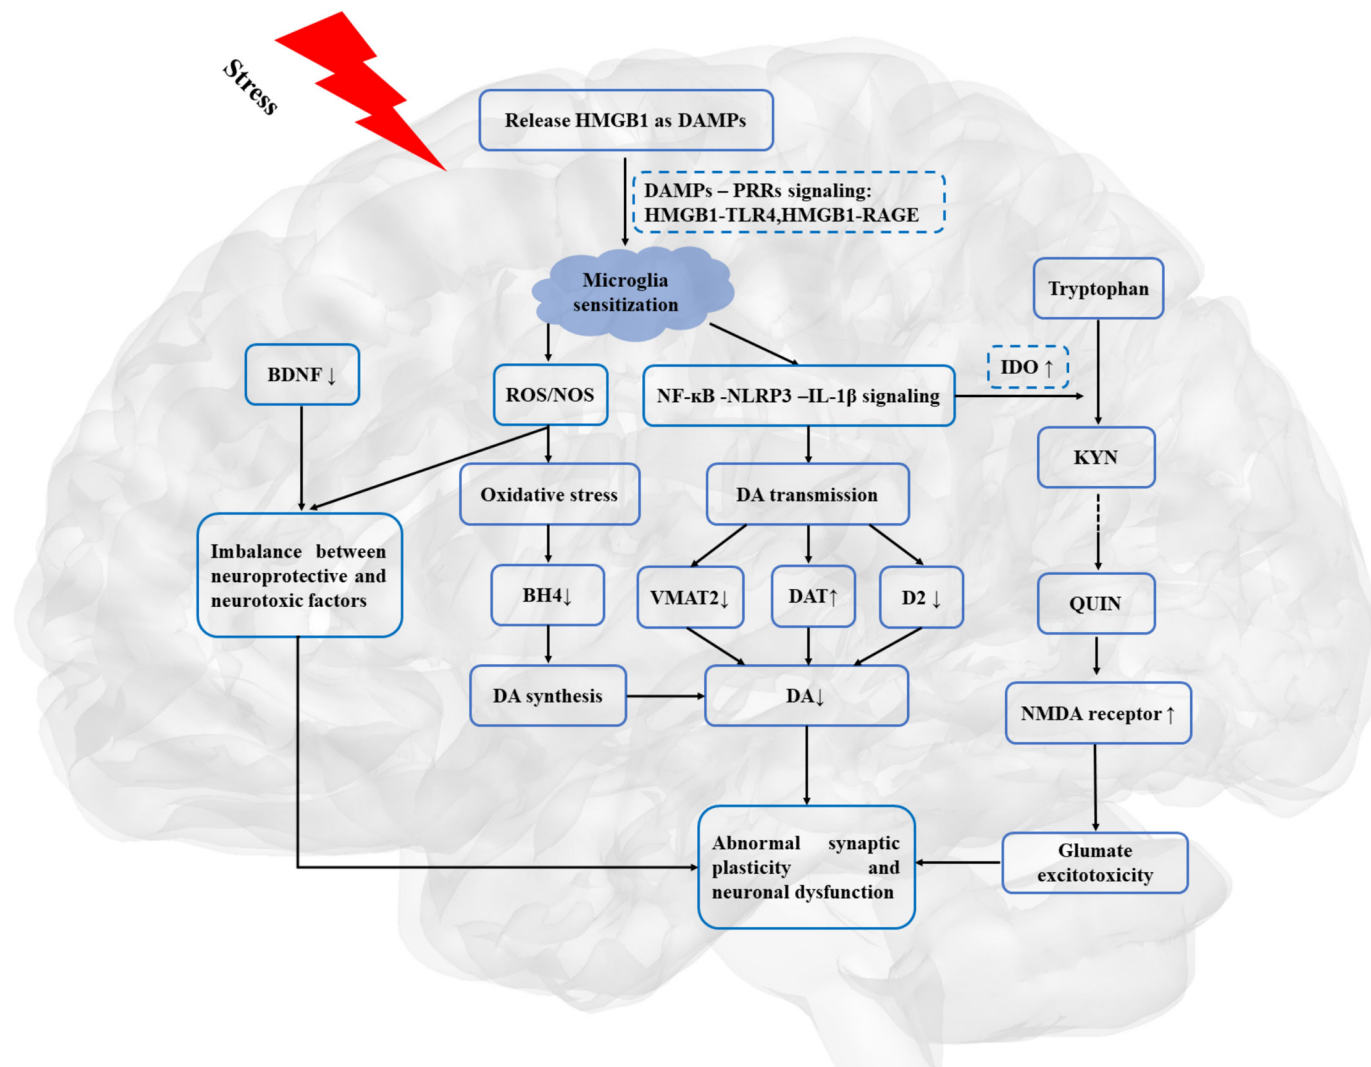 Stress
Release HMGB1 as DAMPs
DAMPs – PRRs signaling:
HMGB1-TLR4,HMGB1-RAGE
Microglia
sensitization
Tryptophan
BDNF ↓
ROS/NOS
NF-κB -NLRP3 –IL-1β signaling
IDO ↑
KYN
Oxidative stress
DA transmission
Imbalance between
neuroprotective and
neurotoxic factors
BH4↓
VMAT2↓
DAT↑
D2 ↓
QUIN
DA synthesis
DA↓
NMDA receptor ↑
Abnormal synaptic
plasticity and
neuronal dysfunction
Glumate
excitotoxicity